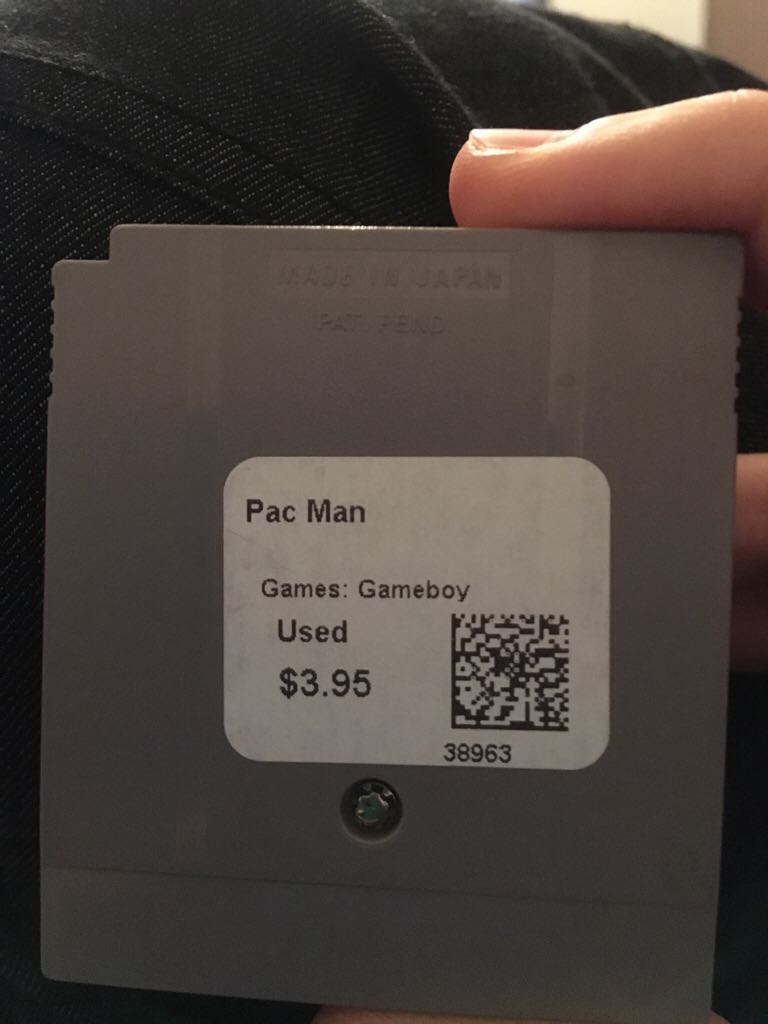 MADE IN JAPAN
PAT. PEND
Pac Man
Games: Gameboy
Used
$3.95
38963